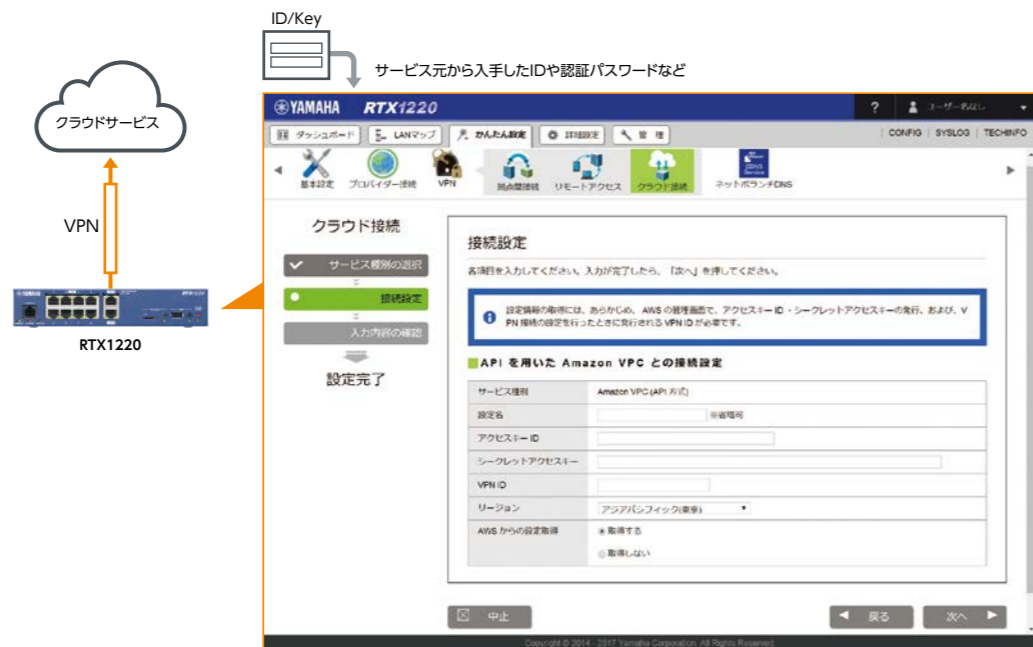 ID/Key
サービス元から入手したIDや認証パスワードなど
クラウドサービス
VPN
RTX1220
YAMAHA RTX1220
? ユーザー名なし
ダッシュボード LANマップ かんたん設定 詳細設定 管理 CONFIG SYSLOG TECHINFO
基本設定 プロバイダー接続 VPN 拠点間接続 リモートアクセス クラウド接続 ネットボランチDNS
クラウド接続
サービス種別の選択
接続設定
入力内容の確認
設定完了
接続設定
各項目を入力してください。入力が完了したら、「次へ」を押してください。
設定情報の取得には、あらかじめ、AWS の管理画面で、アクセスキー ID・シークレットアクセスキーの発行、および、V
PN 接続の設定を行ったときに発行される VPN ID が必要です。
API を用いた Amazon VPC との接続設定
サービス種別 Amazon VPC (API 方式)
設定名 ※省略可
アクセスキー ID
シークレットアクセスキー
VPN ID
リージョン アジアパシフィック(東京)
AWS からの設定取得 取得する
取得しない
中止 戻る 次へ
Copyright © 2014 - 2017 Yamaha Corporation. All Rights Reserved.